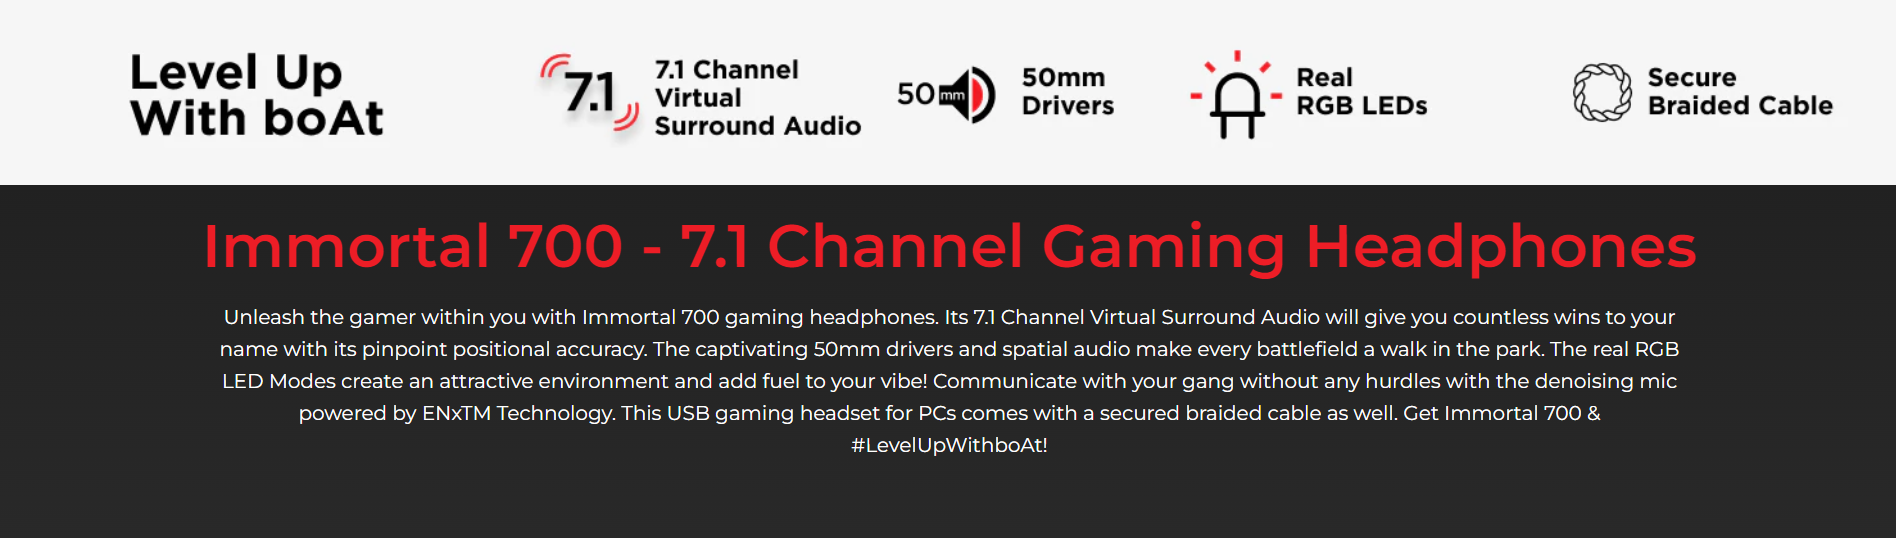 Level Up
With boAt
7.1
7.1 Channel
Virtual
Surround Audio
50 mm
50mm
Drivers
Real
RGB LEDs
Secure
Braided Cable
Immortal 700 - 7.1 Channel Gaming Headphones
Unleash the gamer within you with Immortal 700 gaming headphones. Its 7.1 Channel Virtual Surround Audio will give you countless wins to your
name with its pinpoint positional accuracy. The captivating 50mm drivers and spatial audio make every battlefield a walk in the park. The real RGB
LED Modes create an attractive environment and add fuel to your vibe! Communicate with your gang without any hurdles with the denoising mic
powered by ENxTM Technology. This USB gaming headset for PCs comes with a secured braided cable as well. Get Immortal 700 &
#LevelUpWithboAt!